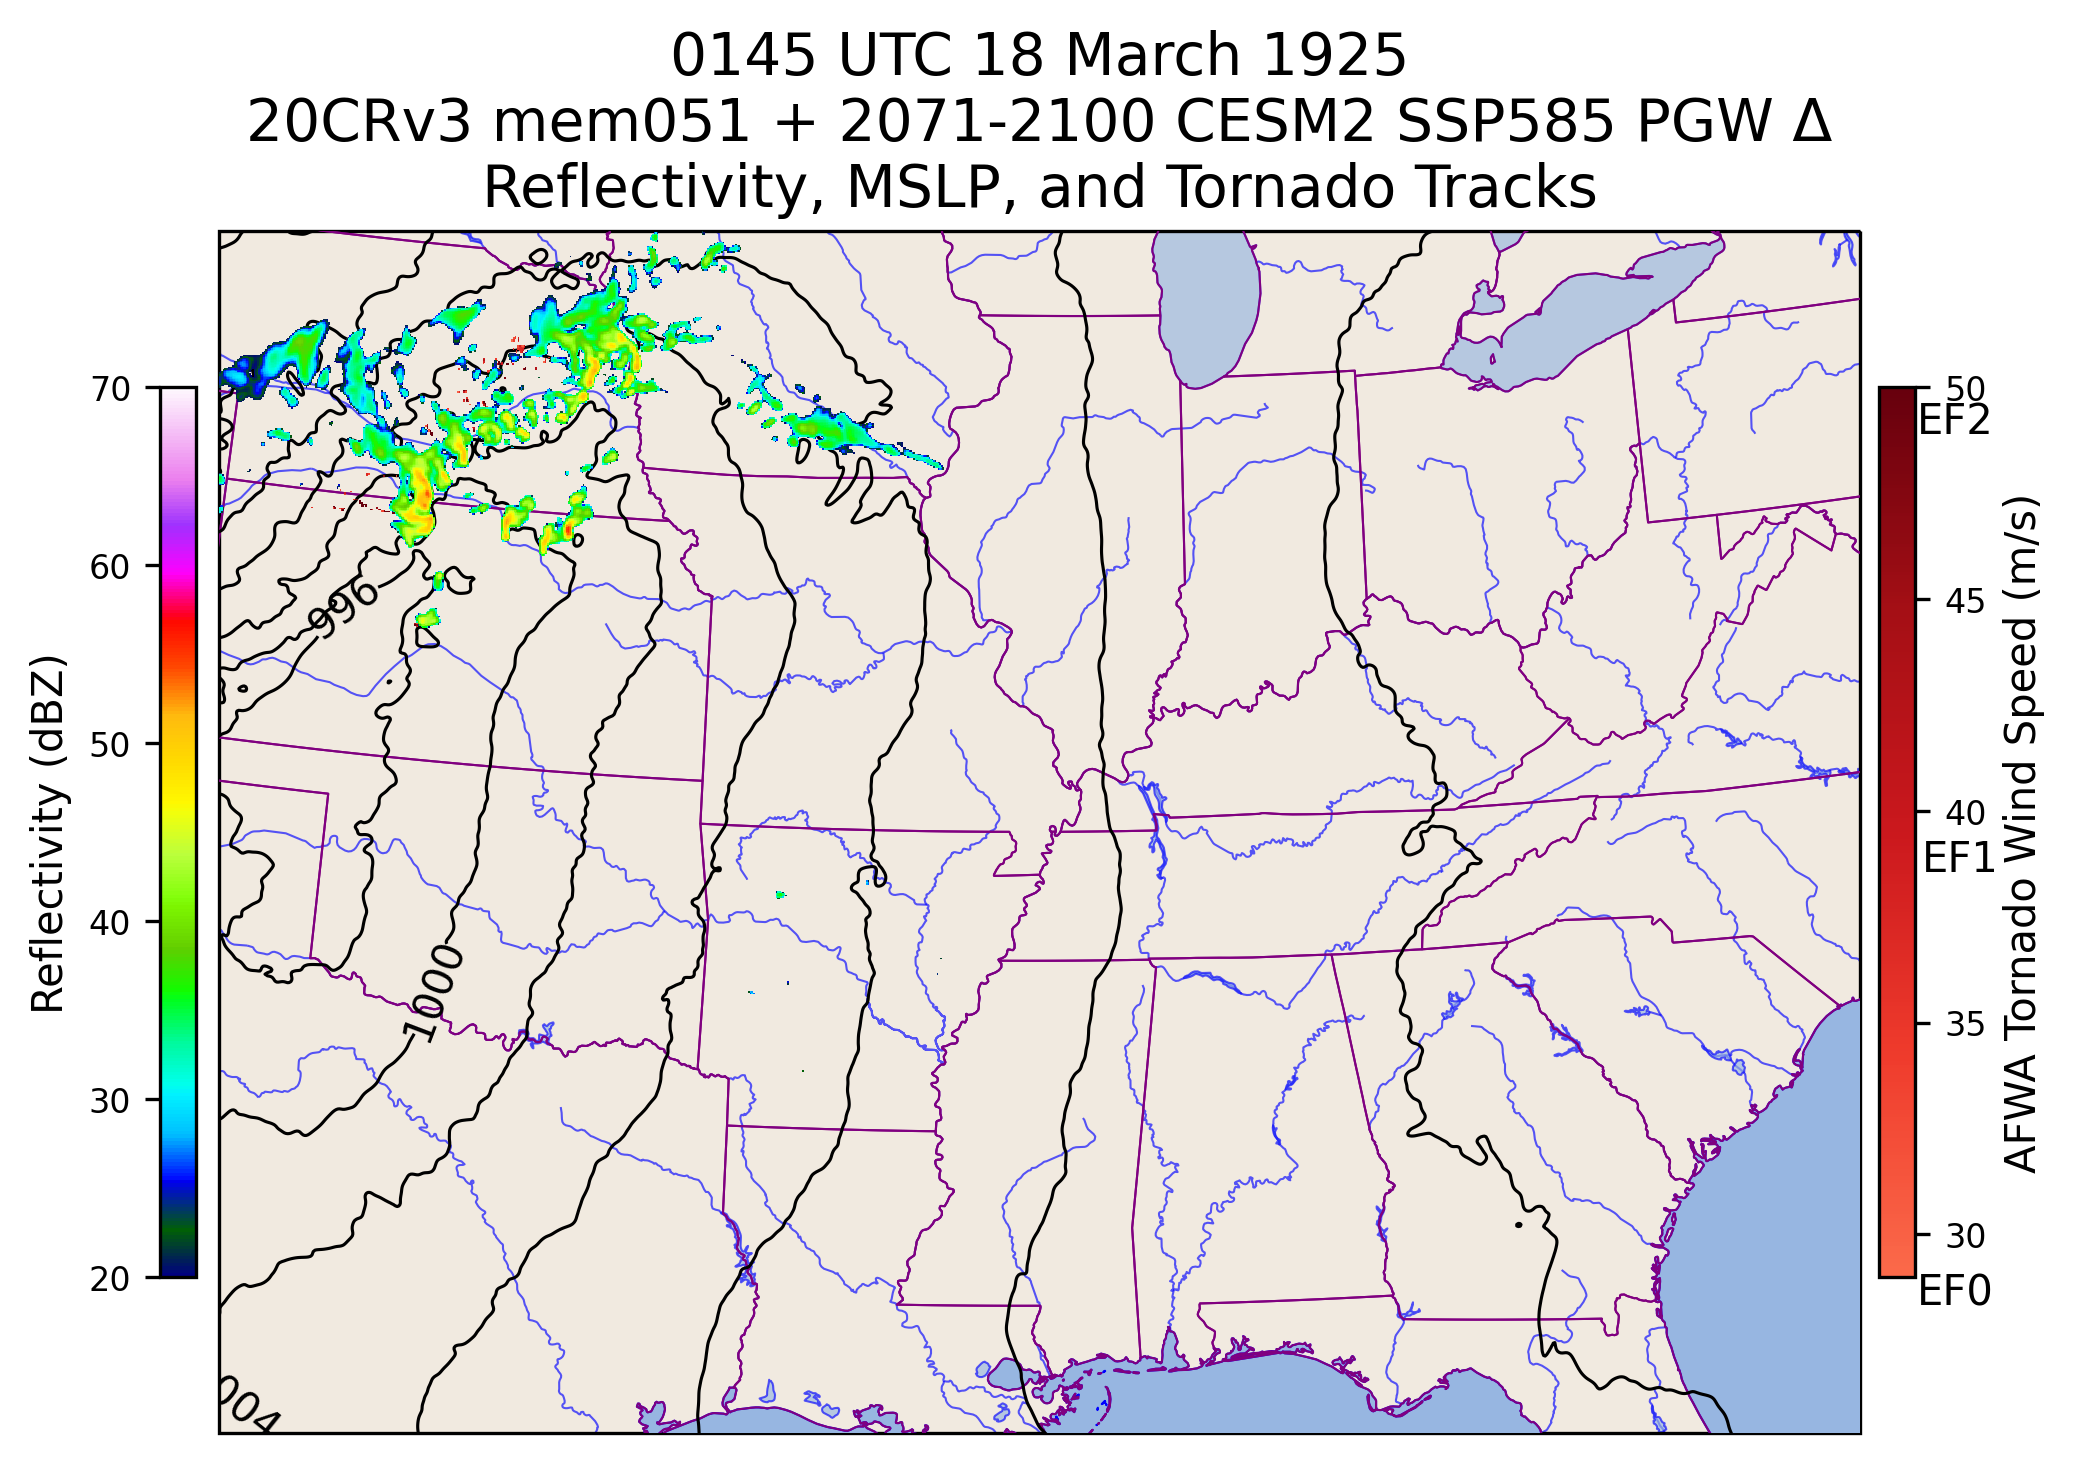 0145 UTC 18 March 1925
20CRv3 mem051 + 2071-2100 CESM2 SSP585 PGW Δ
Reflectivity, MSLP, and Tornado Tracks
70
60
50
40
30
20
Reflectivity (dBZ)
996
1000
004
50
EF2
45
40
EF1
35
30
EF0
AFWA Tornado Wind Speed (m/s)